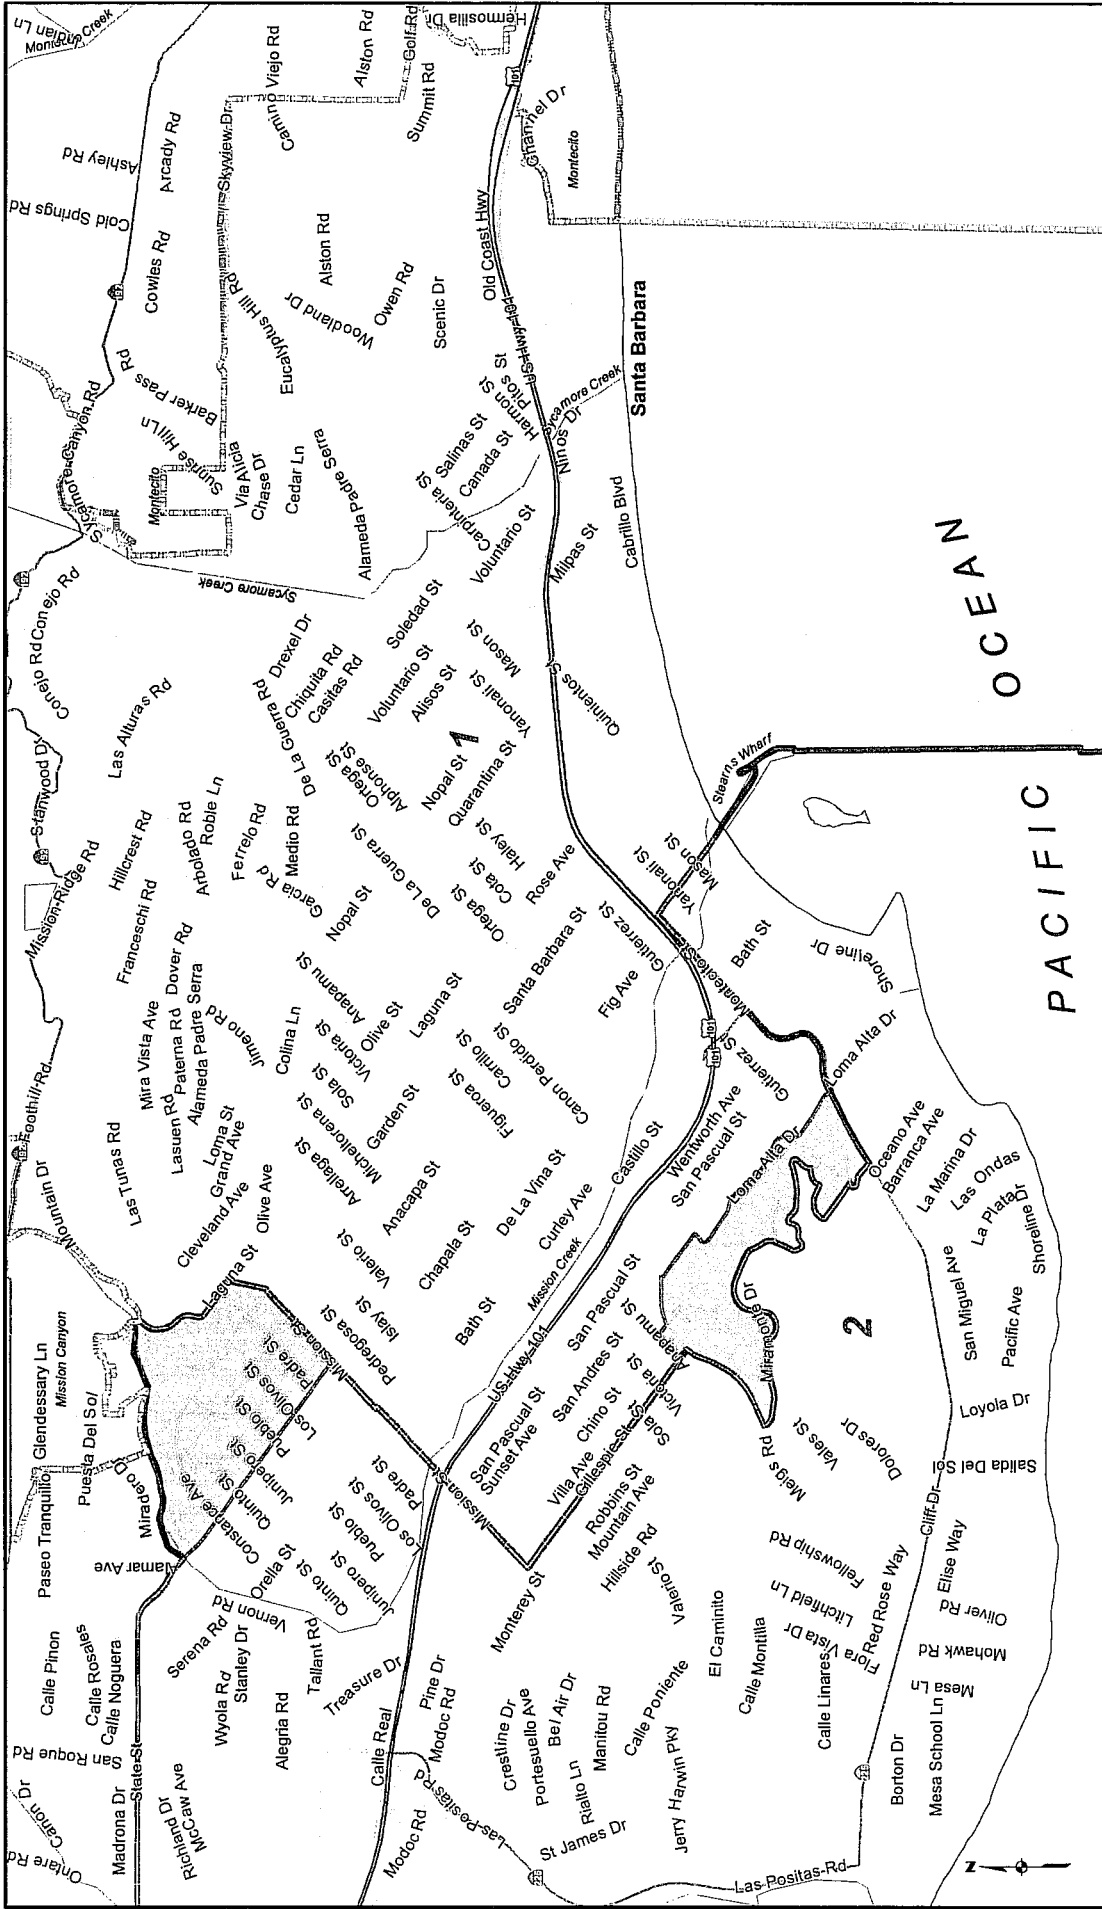 Ontare Rd
Canon Dr
San Roque Rd
Madrona Dr
State St
Calle Pinon
Calle Rosales
Calle Noguera
Richland Dr
McCaw Ave
Serena Rd
Wyola Rd
Stanley Dr
Vernon Rd
Alegria Rd
Tallant Rd
Treasure Dr
Calle Real
Modoc Rd
Pine Dr
Modoc Rd
Las Positas Rd
St James Dr
Las Positas Rd
Paseo Tranquillo
Glendessary Ln
Mission Canyon
Puesta Del Sol
Miradero Dr
Alamar Ave
Constance Ave
Quinto St
Junipero St
Pueblo St
Los Olivos St
Padre St
Mission St
Orella St
Quinto St
Junipero St
Pueblo St
Los Olivos St
Padre St
Mission St
Laguna St
Pedregosa St
Islay St
Valerio St
Mountain Dr
Foothill Rd
Las Tunas Rd
Cleveland Ave
Olive Ave
Grand Ave
Loma St
Lasuen Rd
Paterna Rd
Alameda Padre Serra
Mira Vista Ave
Dover Rd
Jimeno Rd
Colina Ln
Arrellaga St
Michellorena St
Sola St
Victoria St
Anapamu St
Olive St
Laguna St
Garden St
Anacapa St
Chapala St
Bath St
De La Vina St
Curley Ave
Castillo St
Mission Creek
US Hwy 101
Figueroa St
Carrillo St
Canon Perdido St
Santa Barbara St
Fig Ave
Gutierrez St
Montecito St
101
101
Mission Ridge Rd
Stanwood Dr
Franceschi Rd
Hillcrest Rd
Arbolado Rd
Roble Ln
Ferrelo Rd
Garcia Rd
Medio Rd
Nopal St
De La Guerra St
De La Guerra Rd
Ortega St
Cota St
Haley St
Rose Ave
Quarantina St
Nopal St
1
Ortega St
Alphonse St
Las Alturas Rd
Conejo Rd
Conejo Rd
Drexel Dr
Chiquita Rd
Casitas Rd
Voluntario St
Alisos St
Yanonali St
Mason St
Soledad St
Quinientos St
Voluntario St
Milpas St
Sycamore Creek
Sycamore Canyon Rd
Montecito
Sunrise Hill Ln
Barker Pass Rd
Via Alicia
Chase Dr
Cedar Ln
Alameda Padre Serra
Carpinteria St
Salinas St
Canada St
Harmon St
Pitos St
US Hwy 101
Ninos Dr
Sycamore Creek
Cabrillo Blvd
Santa Barbara
Eucalyptus Hill Rd
Woodland Dr
Owen Rd
Scenic Dr
Alston Rd
Cowles Rd
Cold Springs Rd
Ashley Rd
Arcady Rd
Skyview Dr
Camino Viejo Rd
Alston Rd
Golf Rd
Summit Rd
Hermosilla Dr
Indian Ln
Creek
Old Coast Hwy
101
Channel Dr
Montecito
Crestline Dr
Portesuello Ave
Bel Air Dr
Rialto Ln
Manitou Rd
Jerry Harwin Pky
Calle Poniente
El Caminito
Calle Montilla
Calle Linares
Flora Vista Dr
Litchfield Ln
Fellowship Rd
Red Rose Way
Monterey St
Hillside Rd
Valerio St
Mountain Ave
Robbins St
Gillespie St
Villa Ave
Sunset Ave
San Pascual St
Chino St
San Andres St
Sola St
Victoria St
Anapamu St
San Pascual St
San Pascual St
Wentworth Ave
Loma Alta Dr
Gutierrez St
Miramonte Dr
Meigs Rd
Vales St
Dolores Dr
2
Cliff Dr
Loma Alta Dr
Oceano Ave
Barranca Ave
La Marina Dr
Las Ondas
La Plata
Shoreline Dr
San Miguel Ave
Pacific Ave
Loyola Dr
Salida Del Sol
Elise Way
Oliver Rd
Mohawk Rd
Mesa Ln
Mesa School Ln
Borton Dr
Shoreline Dr
Bath St
Yanonali St
Mason St
Stearns Wharf
PACIFIC OCEAN
N